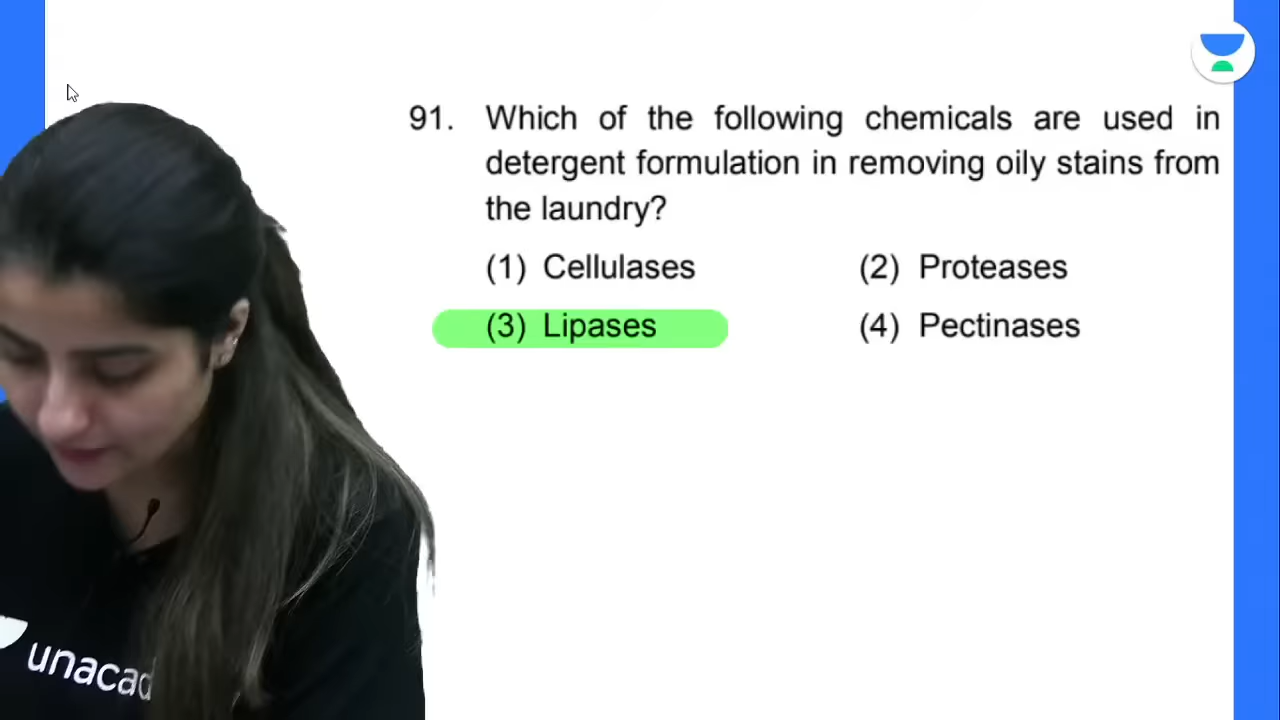 91. Which of the following chemicals are used in
detergent formulation in removing oily stains from
the laundry?
(1) Cellulases (2) Proteases
(3) Lipases (4) Pectinases
unacad